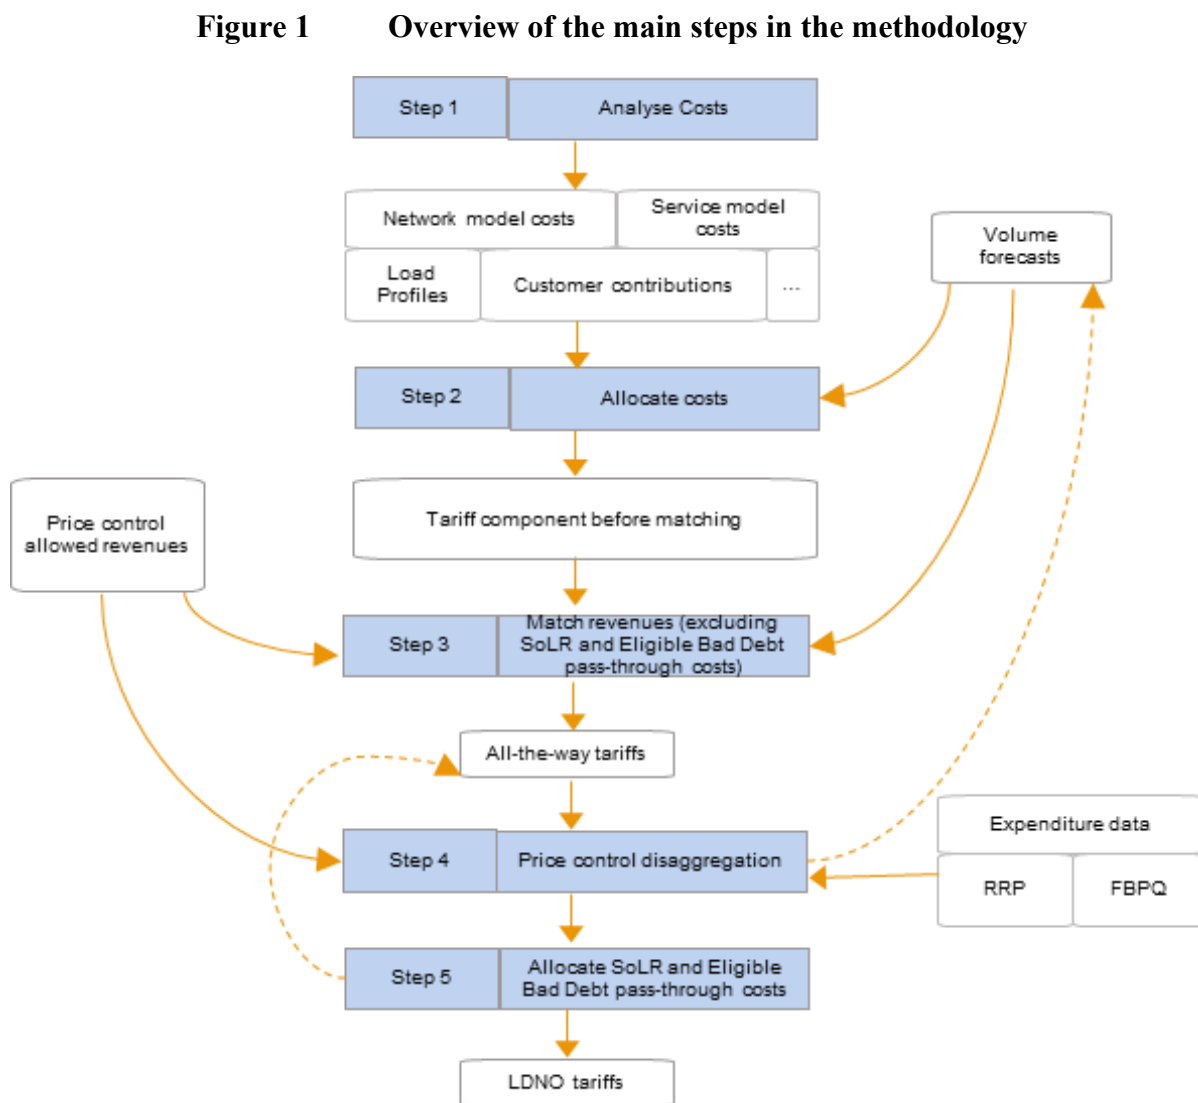 Figure 1 Overview of the main steps in the methodology
Step 1
Analyse Costs
Network model costs
Service model
costs
Load
Profiles
Customer contributions
...
Volume
forecasts
Step 2
Allocate costs
Price control
allowed revenues
Tariff component before matching
Step 3
Match revenues (excluding
SoLR and Eligible Bad Debt
pass-through costs)
All-the-way tariffs
Step 4
Price control disaggregation
Expenditure data
RRP
FBPQ
Step 5
Allocate SoLR and Eligible
Bad Debt pass-through costs
LDNO tariffs